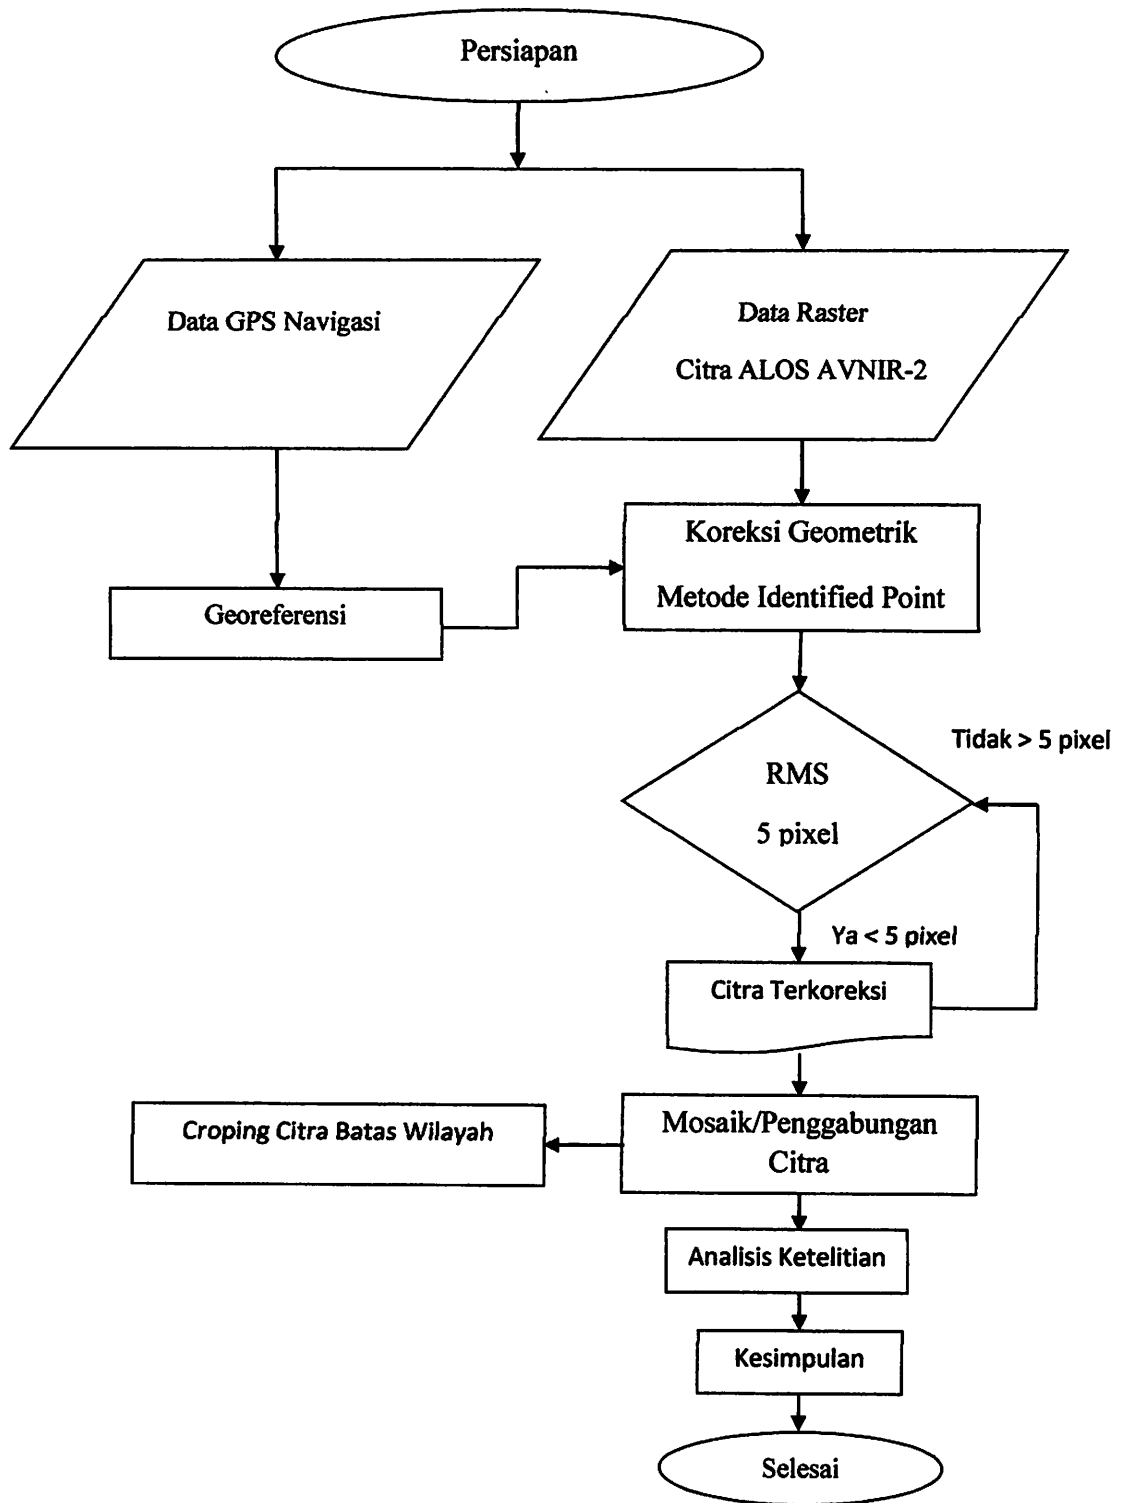 Persiapan
Data GPS Navigasi
Data Raster
Citra ALOS AVNIR-2
Koreksi Geometrik
Metode Identified Point
Georeferensi
Tidak > 5 pixel
RMS
5 pixel
Ya < 5 pixel
Citra Terkoreksi
Croping Citra Batas Wilayah
Mosaik/Penggabungan
Citra
Analisis Ketelitian
Kesimpulan
Selesai